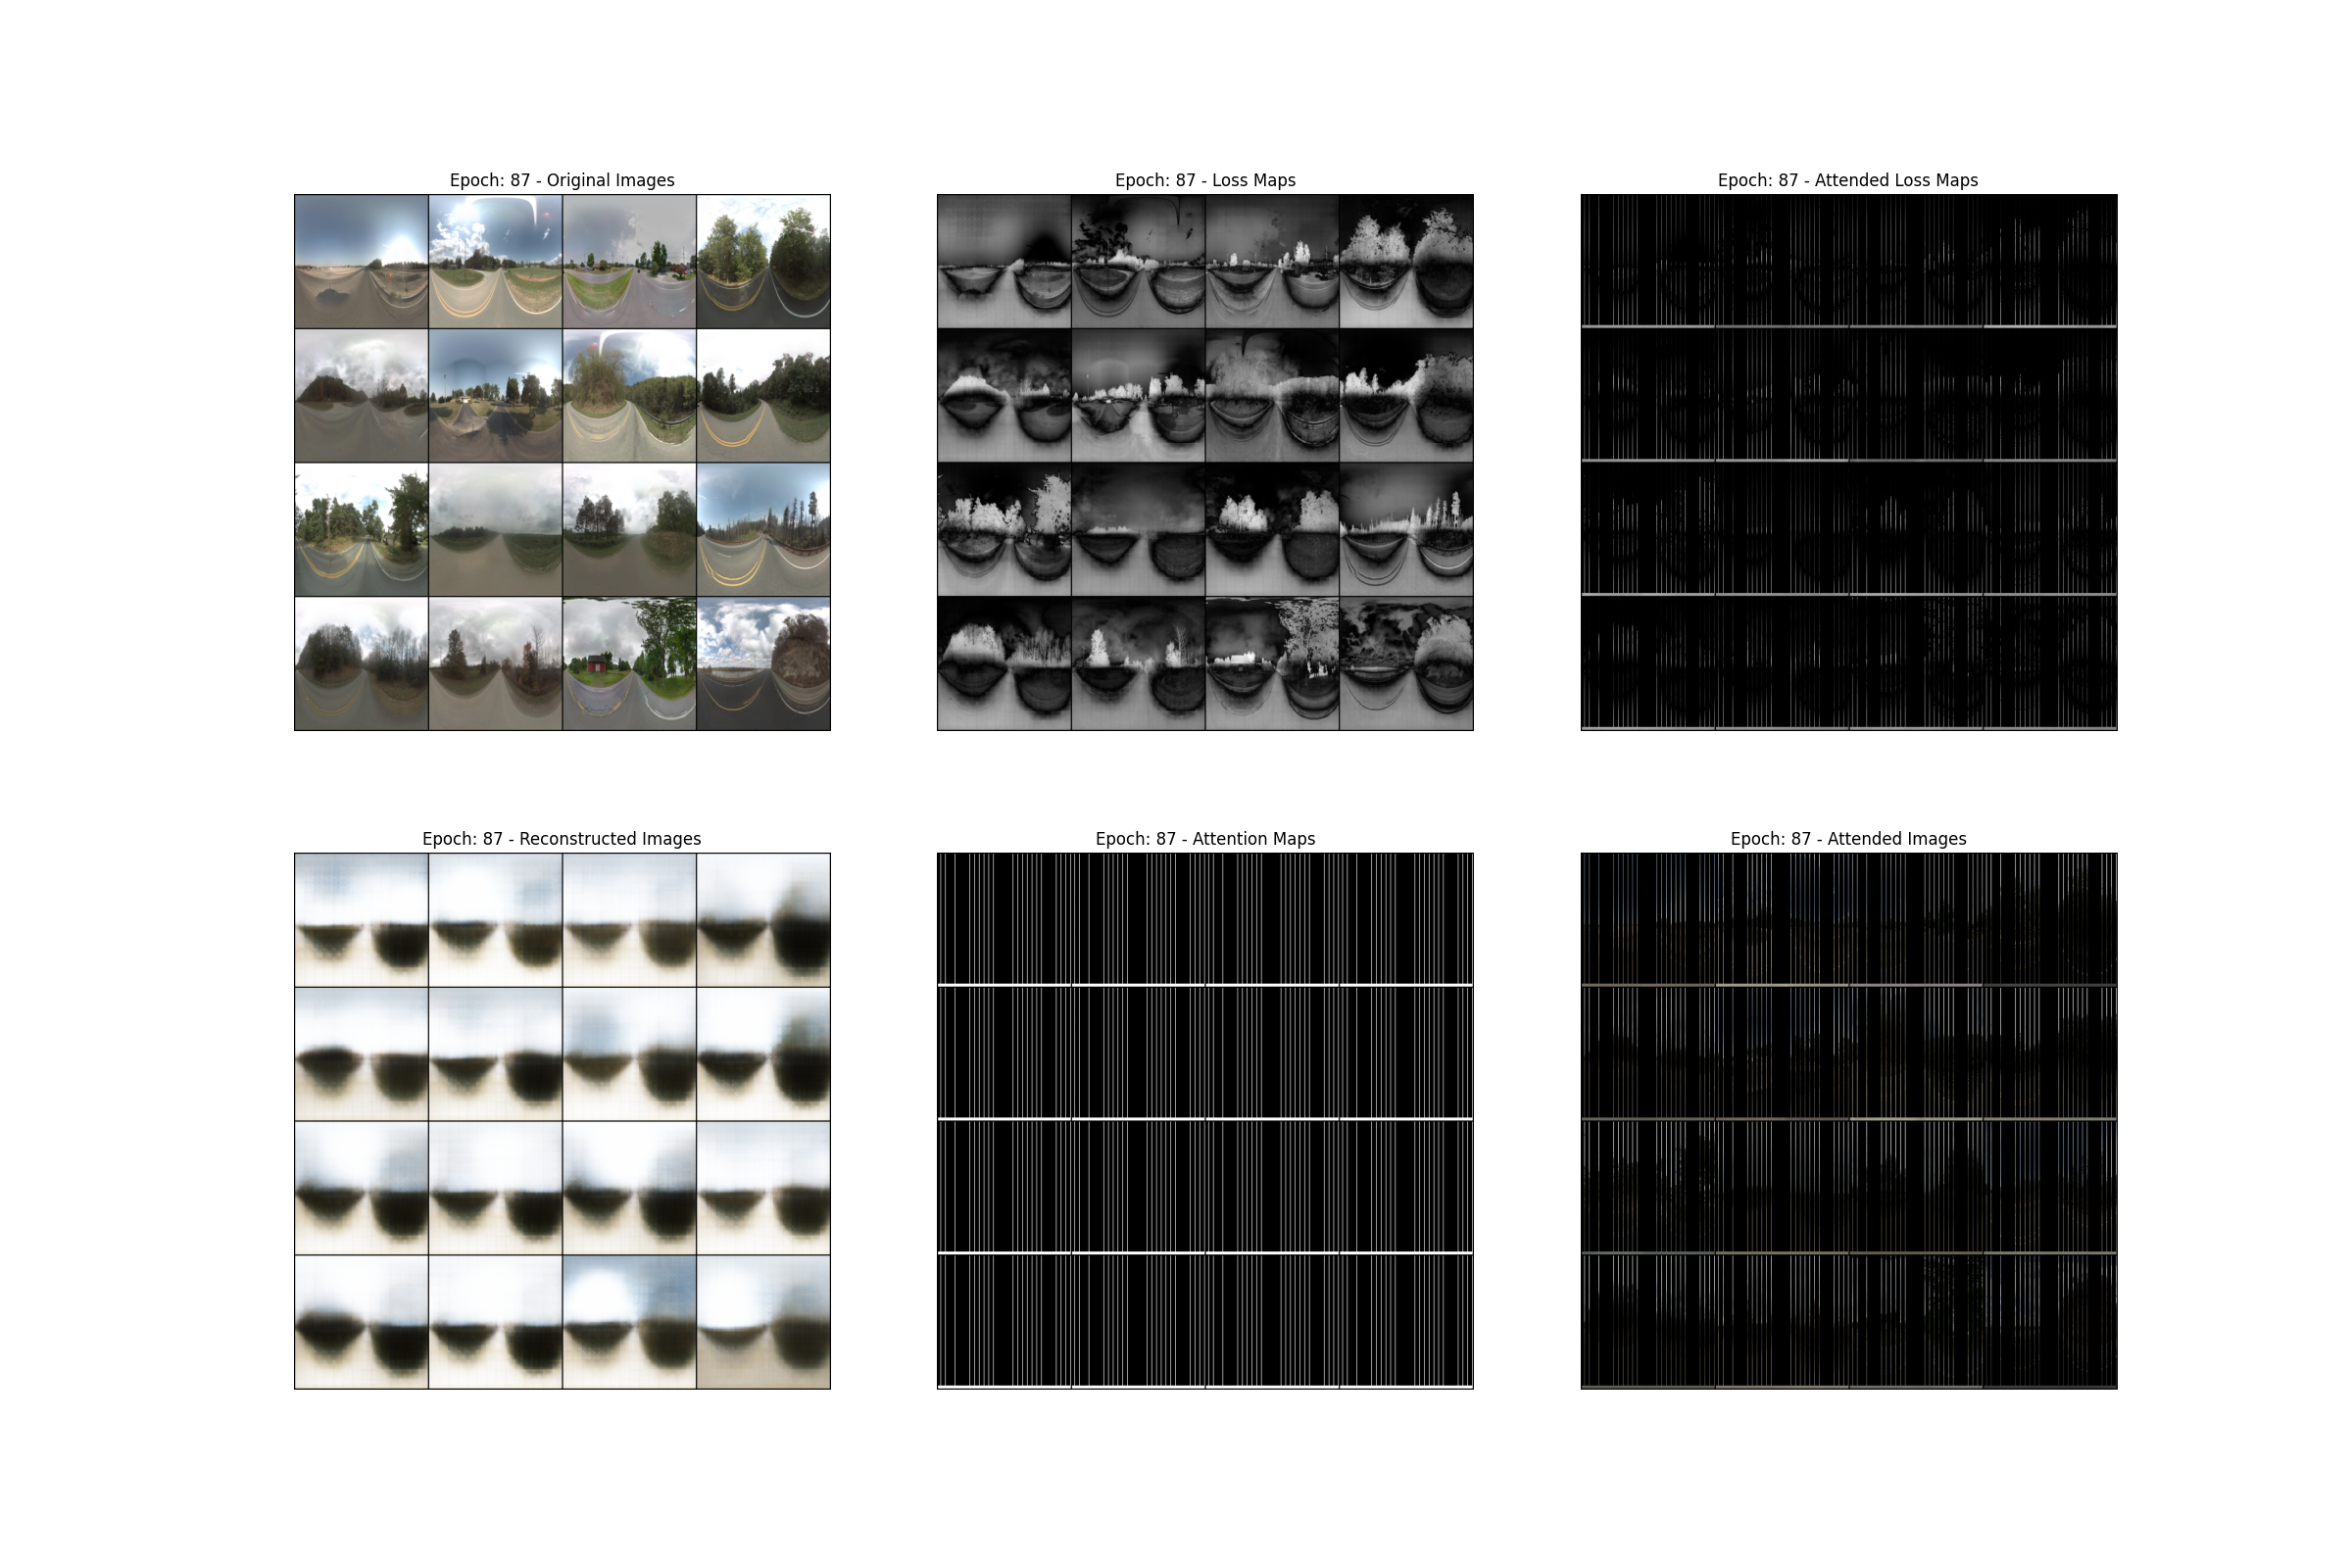 Epoch: 87 - Original Images
Epoch: 87 - Loss Maps
Epoch: 87 - Attended Loss Maps
Epoch: 87 - Reconstructed Images
Epoch: 87 - Attention Maps
Epoch: 87 - Attended Images